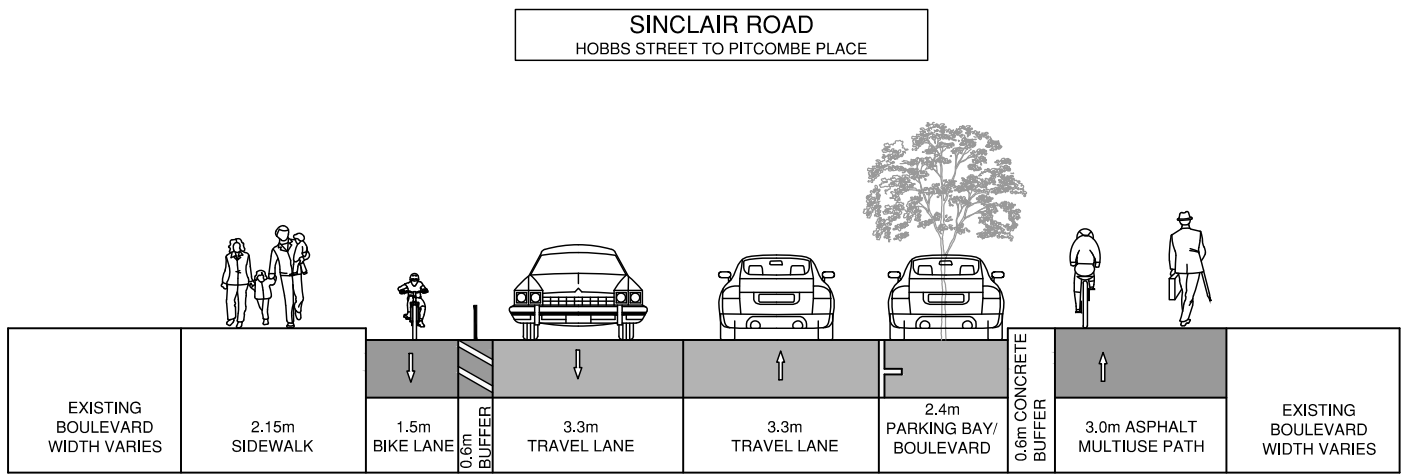 SINCLAIR ROAD
HOBBS STREET TO PITCOMBE PLACE
EXISTING
BOULEVARD
WIDTH VARIES
2.15m
SIDEWALK
1.5m
BIKE LANE
0.6m
BUFFER
3.3m
TRAVEL LANE
3.3m
TRAVEL LANE
2.4m
PARKING BAY/
BOULEVARD
0.6m CONCRETE
BUFFER
3.0m ASPHALT
MULTIUSE PATH
EXISTING
BOULEVARD
WIDTH VARIES